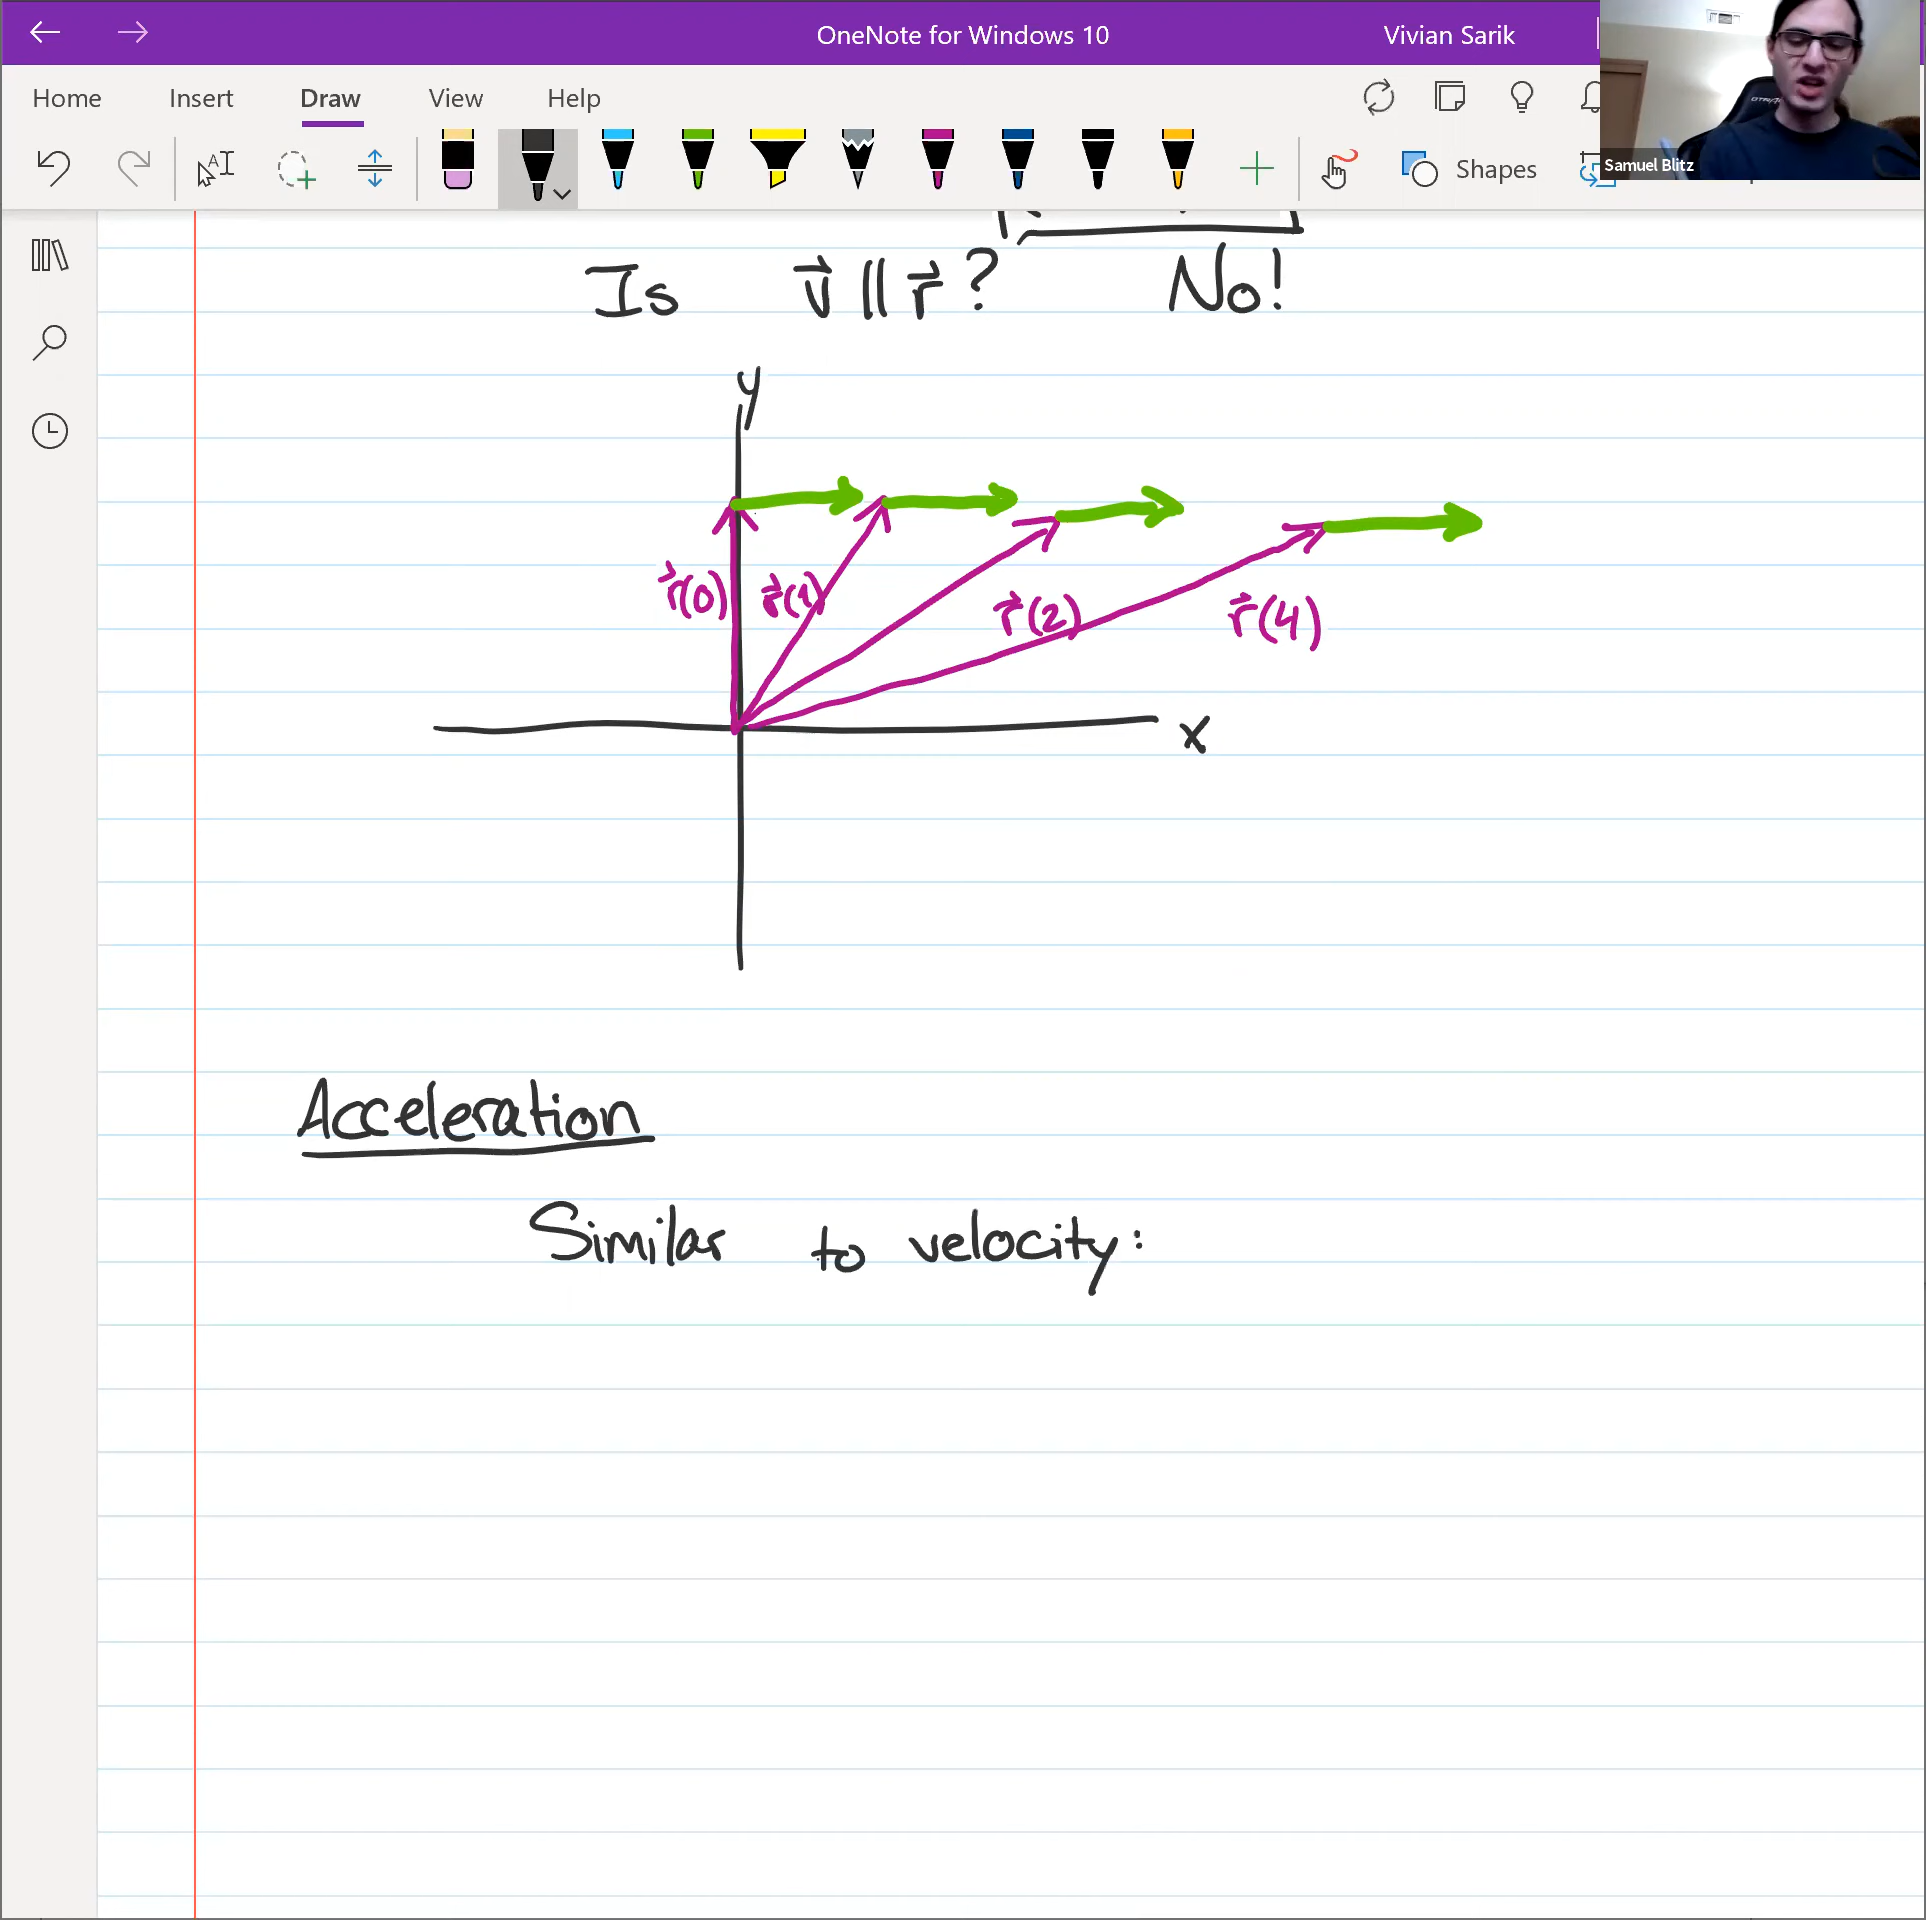 OneNote for Windows 10 Vivian Sarik
Home Insert Draw View Help
Shapes
Samuel Blitz
Is v⃗ ∥ r⃗ ? No!
y
r⃗(0) r⃗(1) r⃗(2) r⃗(4)
x
Acceleration
Similar to velocity: